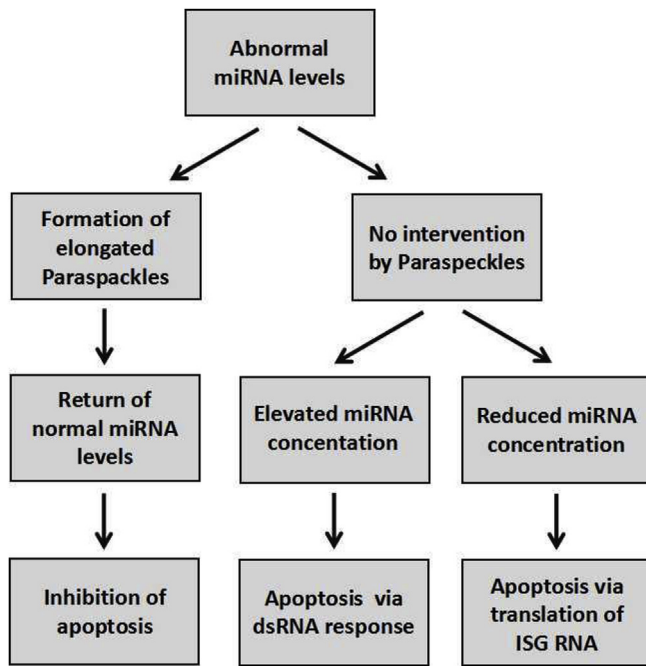 Abnormal
miRNA levels
Formation of
elongated
Paraspackles
No intervention
by Paraspeckles
Return of
normal miRNA
levels
Elevated miRNA
concentation
Reduced miRNA
concentration
Inhibition of
apoptosis
Apoptosis via
dsRNA response
Apoptosis via
translation of
ISG RNA